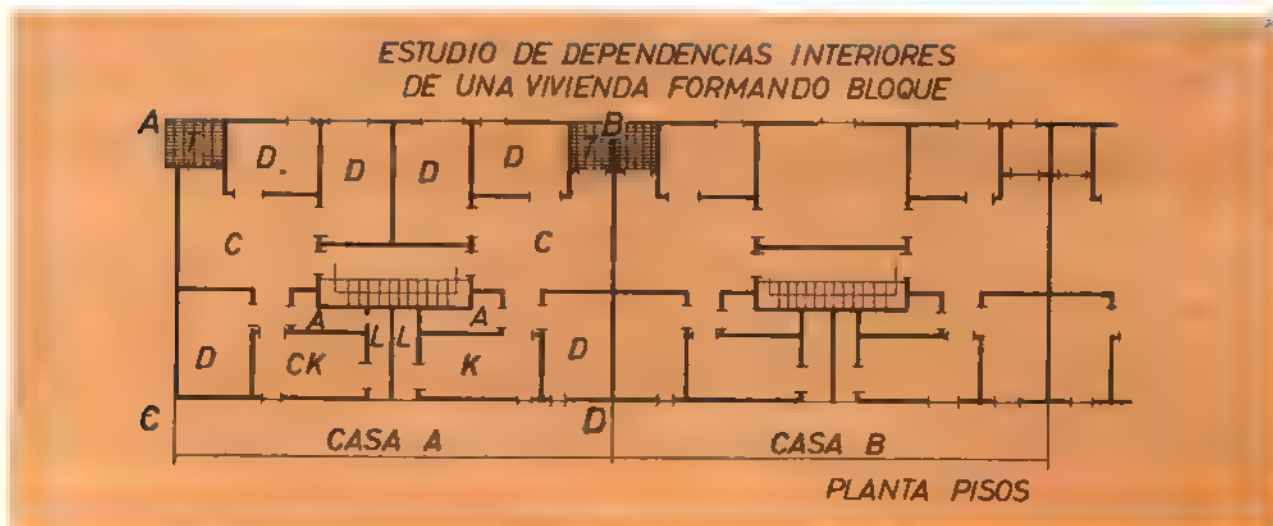 ESTUDIO DE DEPENDENCIAS INTERIORES
DE UNA VIVIENDA FORMANDO BLOQUE
A B
T
D. D D D
C C
A L L A
D CK K D
C D
CASA A CASA B
PLANTA PISOS